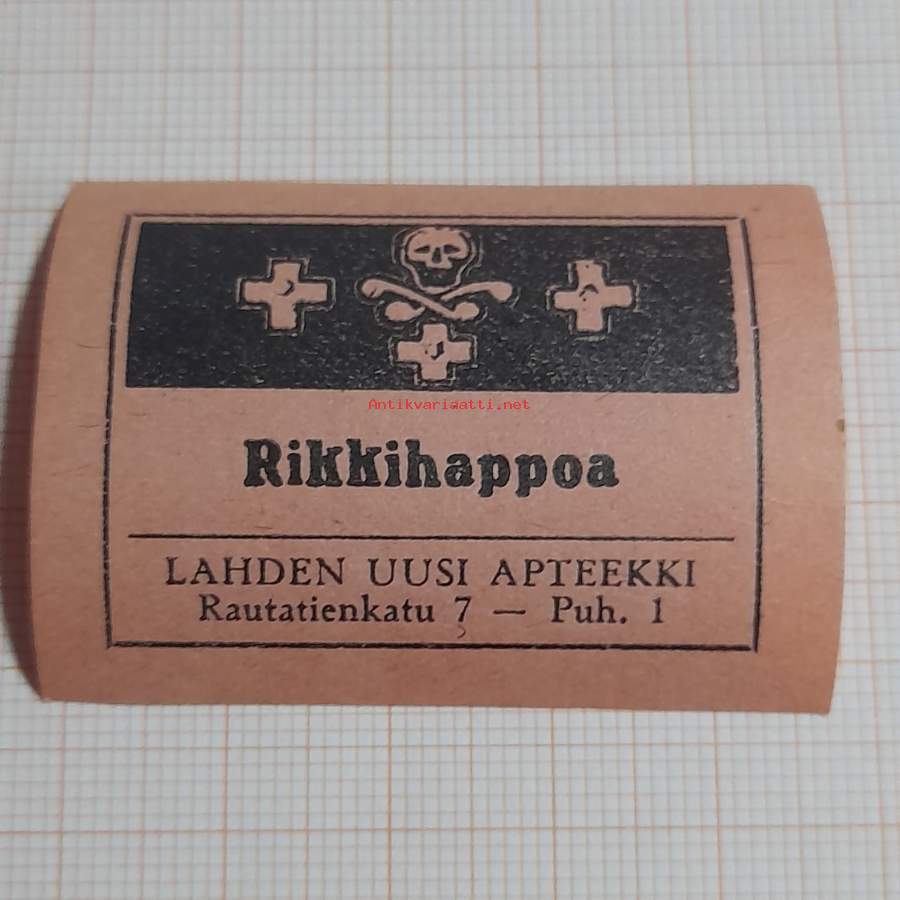 Antikvariaatti.net
Rikkihappoa
LAHDEN UUSI APTEEKKI
Rautatienkatu 7 — Puh. 1